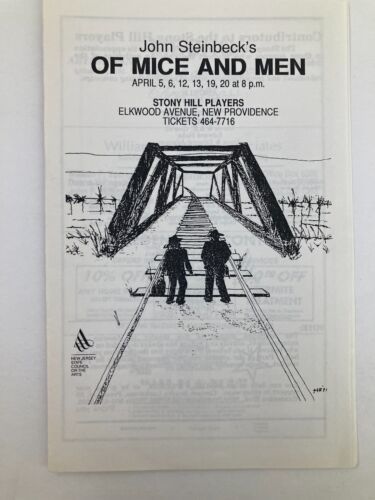 John Steinbeck's
OF MICE AND MEN
APRIL 5, 6, 12, 13, 19, 20 at 8 p.m.
STONY HILL PLAYERS
ELKWOOD AVENUE, NEW PROVIDENCE
TICKETS 464-7716
NEW JERSEY
STATE
COUNCIL
ON THE
ARTS